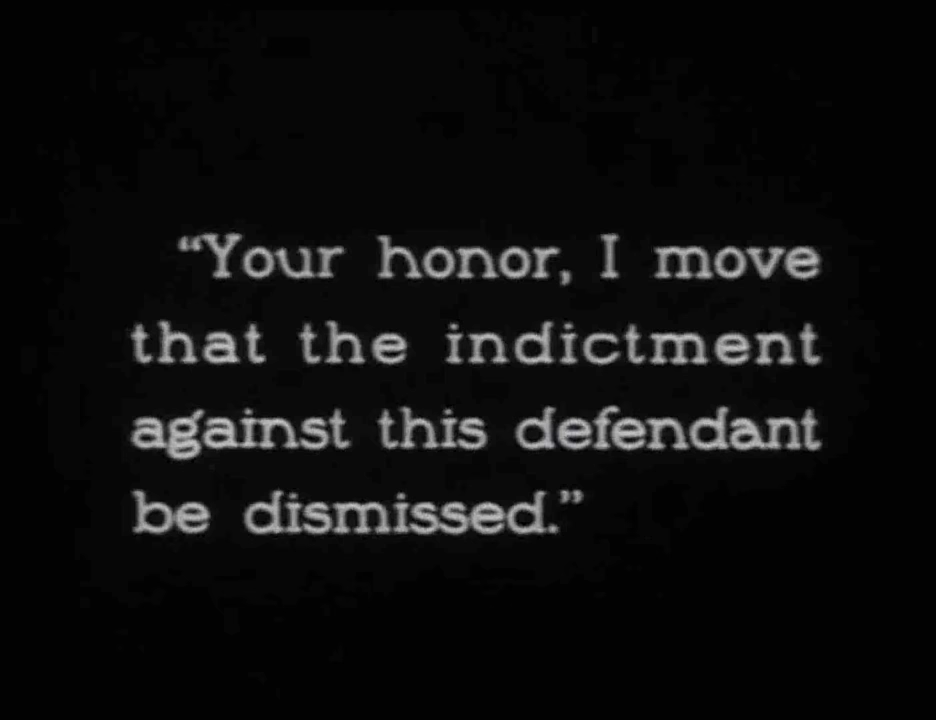 “Your honor, I move
that the indictment
against this defendant
be dismissed.”